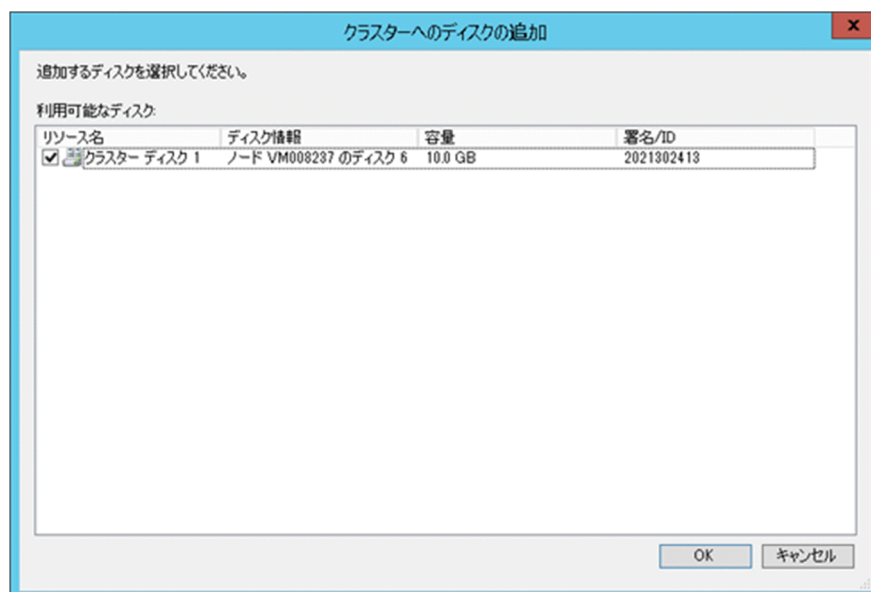 クラスターへのディスクの追加
x
追加するディスクを選択してください。
利用可能なディスク:
リソース名 ディスク情報 容量 署名/ID
クラスター ディスク 1 ノード VM008237 のディスク 6 10.0 GB 2021302413
OK キャンセル